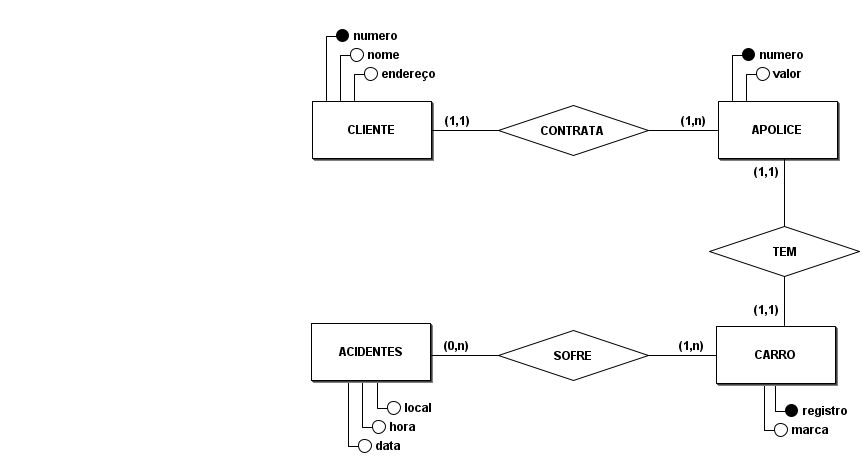 numero
nome
endereço
CLIENTE
(1,1)
CONTRATA
(1,n)
numero
valor
APOLICE
(1,1)
TEM
(1,1)
ACIDENTES
(0,n)
SOFRE
(1,n)
CARRO
local
hora
data
registro
marca